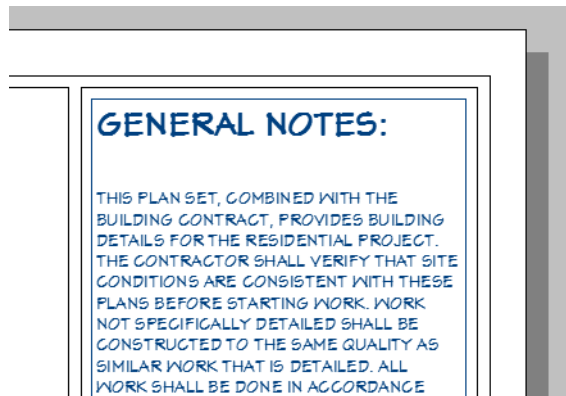 GENERAL NOTES:
THIS PLAN SET, COMBINED WITH THE
BUILDING CONTRACT, PROVIDES BUILDING
DETAILS FOR THE RESIDENTIAL PROJECT.
THE CONTRACTOR SHALL VERIFY THAT SITE
CONDITIONS ARE CONSISTENT WITH THESE
PLANS BEFORE STARTING WORK. WORK
NOT SPECIFICALLY DETAILED SHALL BE
CONSTRUCTED TO THE SAME QUALITY AS
SIMILAR WORK THAT IS DETAILED. ALL
WORK SHALL BE DONE IN ACCORDANCE